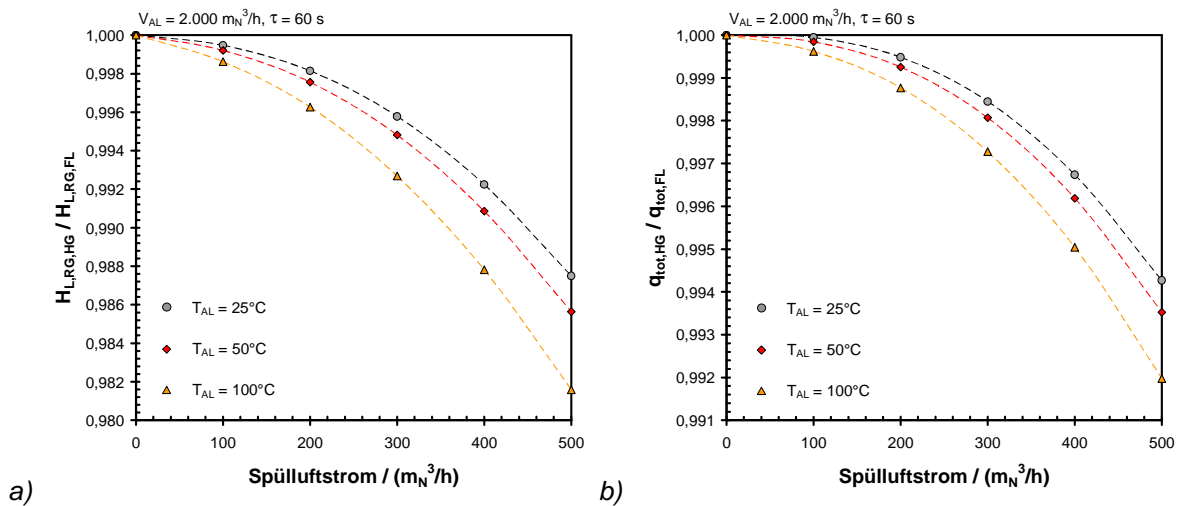 V_AL = 2.000 m_N^3/h, τ = 60 s
H_L,RG,HG / H_L,RG,FL
1,000
0,998
0,996
0,994
0,992
0,990
0,988
0,986
0,984
0,982
0,980
T_AL = 25°C
T_AL = 50°C
T_AL = 100°C
0 100 200 300 400 500
Spülluftstrom / (m_N^3/h)
a)
V_AL = 2.000 m_N^3/h, τ = 60 s
q_tot,HG / q_tot,FL
1,000
0,999
0,998
0,997
0,996
0,995
0,994
0,993
0,992
0,991
T_AL = 25°C
T_AL = 50°C
T_AL = 100°C
0 100 200 300 400 500
Spülluftstrom / (m_N^3/h)
b)